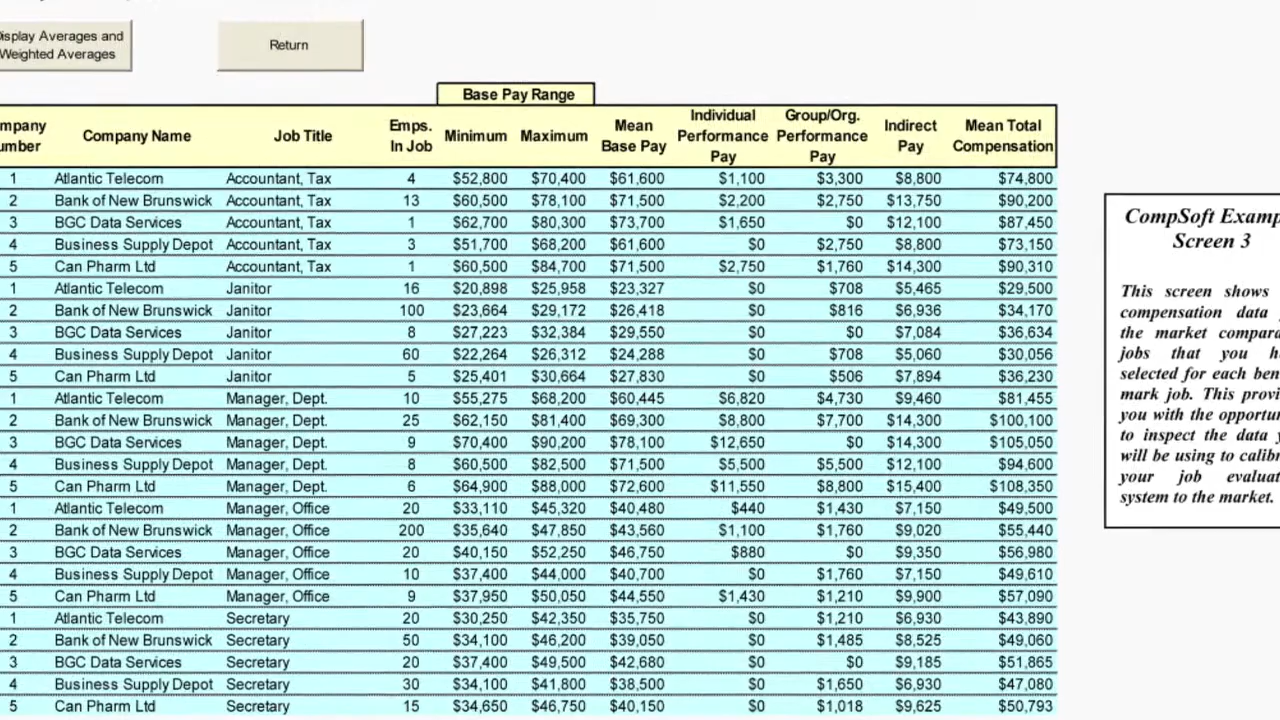 isplay Averages and
Weighted Averages
Return
Base Pay Range
mpany Company Name Job Title Emps. Minimum Maximum Mean Individual Group/Org. Indirect Mean Total
umber In Job Base Pay Performance Performance Pay Compensation
Pay Pay
1 Atlantic Telecom Accountant, Tax 4 $52,800 $70,400 $61,600 $1,100 $3,300 $8,800 $74,800
2 Bank of New Brunswick Accountant, Tax 13 $60,500 $78,100 $71,500 $2,200 $2,750 $13,750 $90,200
3 BGC Data Services Accountant, Tax 1 $62,700 $80,300 $73,700 $1,650 $0 $12,100 $87,450
4 Business Supply Depot Accountant, Tax 3 $51,700 $68,200 $61,600 $0 $2,750 $8,800 $73,150
5 Can Pharm Ltd Accountant, Tax 1 $60,500 $84,700 $71,500 $2,750 $1,760 $14,300 $90,310
1 Atlantic Telecom Janitor 16 $20,898 $25,958 $23,327 $0 $708 $5,465 $29,500
2 Bank of New Brunswick Janitor 100 $23,664 $29,172 $26,418 $0 $816 $6,936 $34,170
3 BGC Data Services Janitor 8 $27,223 $32,384 $29,550 $0 $0 $7,084 $36,634
4 Business Supply Depot Janitor 60 $22,264 $26,312 $24,288 $0 $708 $5,060 $30,056
5 Can Pharm Ltd Janitor 5 $25,401 $30,664 $27,830 $0 $506 $7,894 $36,230
1 Atlantic Telecom Manager, Dept. 10 $55,275 $68,200 $60,445 $6,820 $4,730 $9,460 $81,455
2 Bank of New Brunswick Manager, Dept. 25 $62,150 $81,400 $69,300 $8,800 $7,700 $14,300 $100,100
3 BGC Data Services Manager, Dept. 9 $70,400 $90,200 $78,100 $12,650 $0 $14,300 $105,050
4 Business Supply Depot Manager, Dept. 8 $60,500 $82,500 $71,500 $5,500 $5,500 $12,100 $94,600
5 Can Pharm Ltd Manager, Dept. 6 $64,900 $88,000 $72,600 $11,550 $8,800 $15,400 $108,350
1 Atlantic Telecom Manager, Office 20 $33,110 $45,320 $40,480 $440 $1,430 $7,150 $49,500
2 Bank of New Brunswick Manager, Office 200 $35,640 $47,850 $43,560 $1,100 $1,760 $9,020 $55,440
3 BGC Data Services Manager, Office 20 $40,150 $52,250 $46,750 $880 $0 $9,350 $56,980
4 Business Supply Depot Manager, Office 10 $37,400 $44,000 $40,700 $0 $1,760 $7,150 $49,610
5 Can Pharm Ltd Manager, Office 9 $37,950 $50,050 $44,550 $1,430 $1,210 $9,900 $57,090
1 Atlantic Telecom Secretary 20 $30,250 $42,350 $35,750 $0 $1,210 $6,930 $43,890
2 Bank of New Brunswick Secretary 50 $34,100 $46,200 $39,050 $0 $1,485 $8,525 $49,060
3 BGC Data Services Secretary 20 $37,400 $49,500 $42,680 $0 $0 $9,185 $51,865
4 Business Supply Depot Secretary 30 $34,100 $41,800 $38,500 $0 $1,650 $6,930 $47,080
5 Can Pharm Ltd Secretary 15 $34,650 $46,750 $40,150 $0 $1,018 $9,625 $50,793
CompSoft Examp
Screen 3
This screen shows
compensation data
the market compara
jobs that you h
selected for each ben
mark job. This provi
you with the opportu
to inspect the data y
will be using to calib
your job evaluat
system to the market.